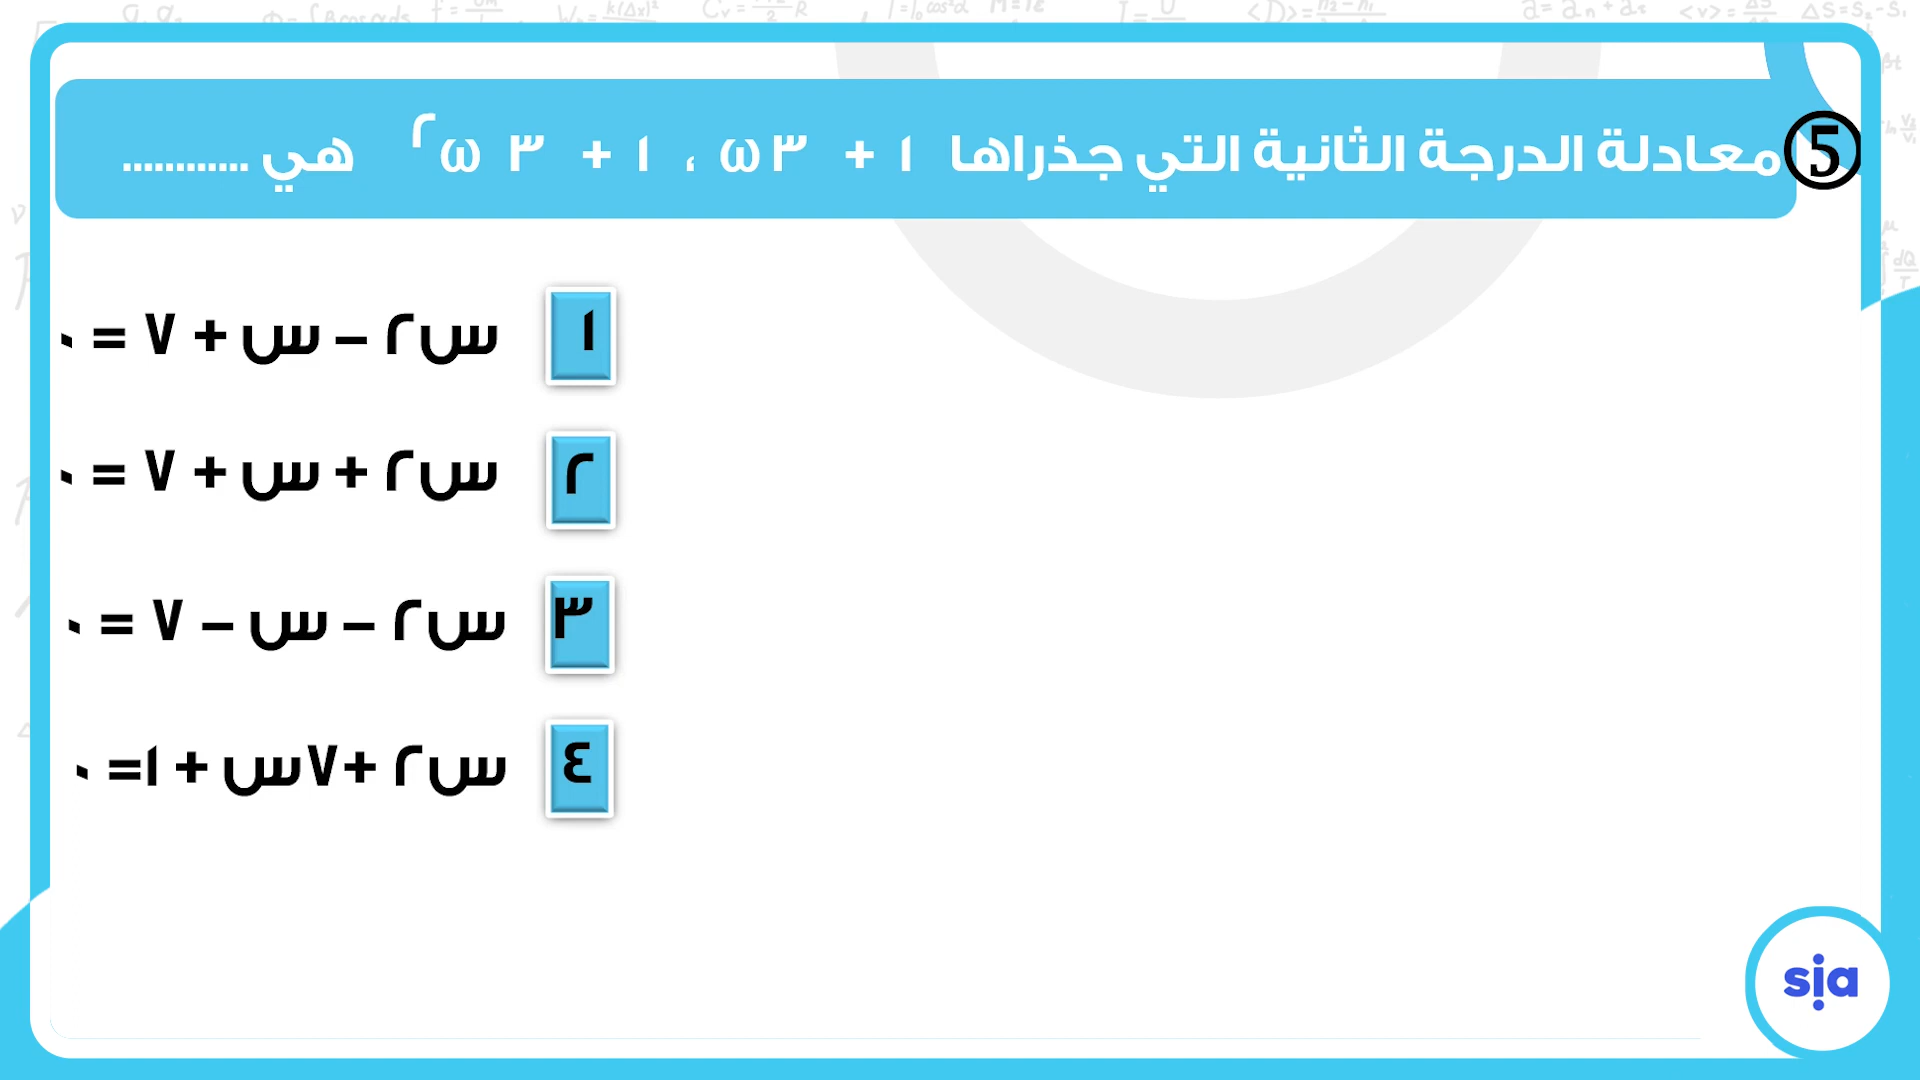 ⑤ معادلة الدرجة الثانية التي جذراها ١ + ٣ω ، ١ + ٣ω² هي ............
١ س٢ – س + ٧ = ٠
٢ س٢ + س + ٧ = ٠
٣ س٢ – س – ٧ = ٠
٤ س٢ +٧س + ١= ٠
sia